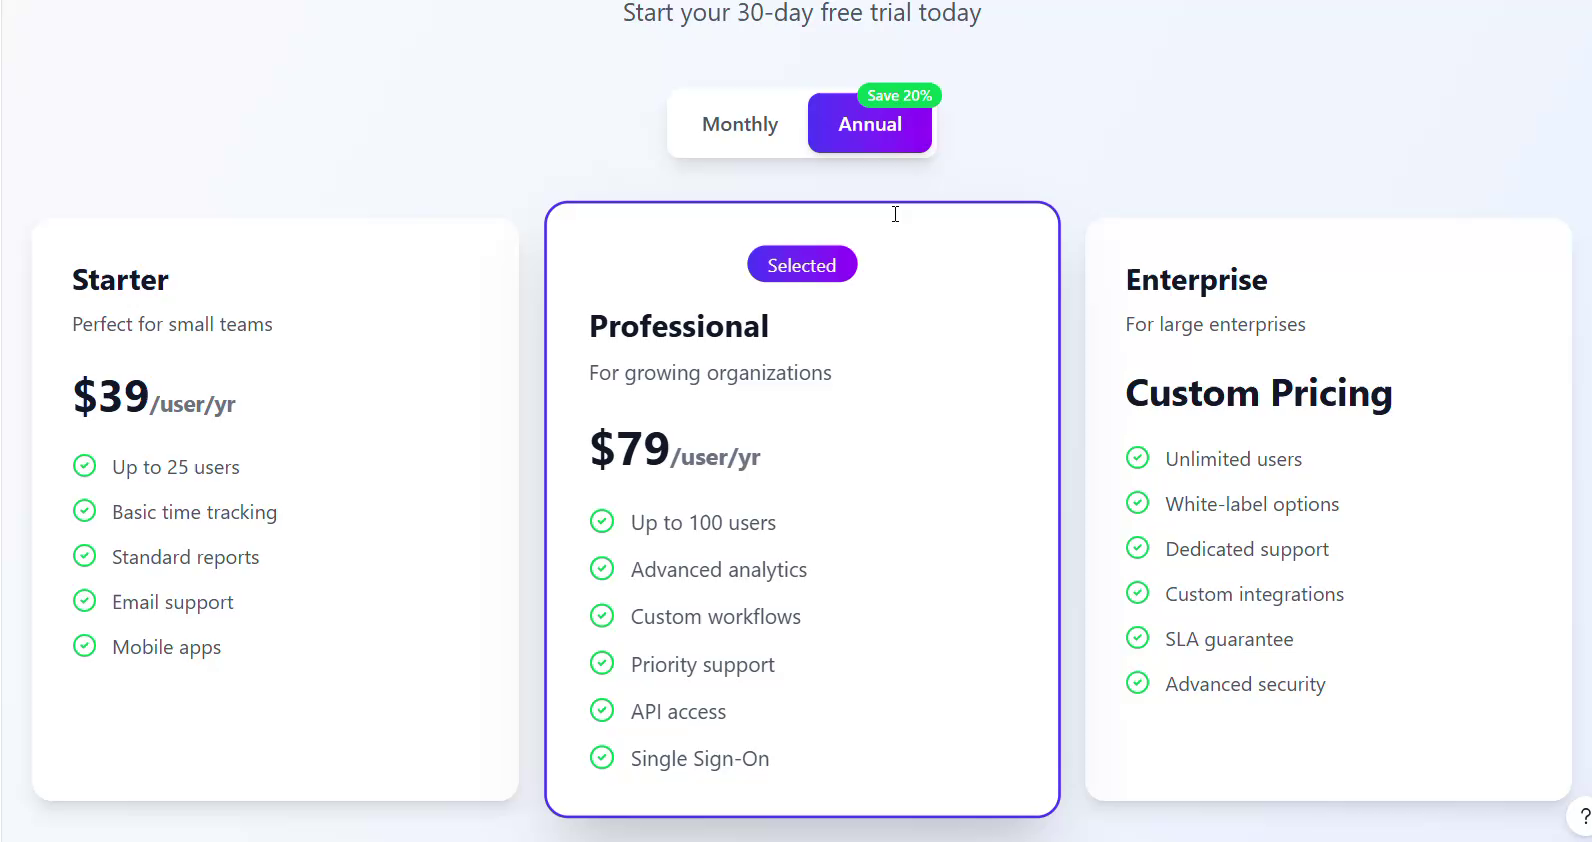 Start your 30-day free trial today
Save 20%
Monthly
Annual
Starter
Perfect for small teams
$39/user/yr
Up to 25 users
Basic time tracking
Standard reports
Email support
Mobile apps
Selected
Professional
For growing organizations
$79/user/yr
Up to 100 users
Advanced analytics
Custom workflows
Priority support
API access
Single Sign-On
Enterprise
For large enterprises
Custom Pricing
Unlimited users
White-label options
Dedicated support
Custom integrations
SLA guarantee
Advanced security
?